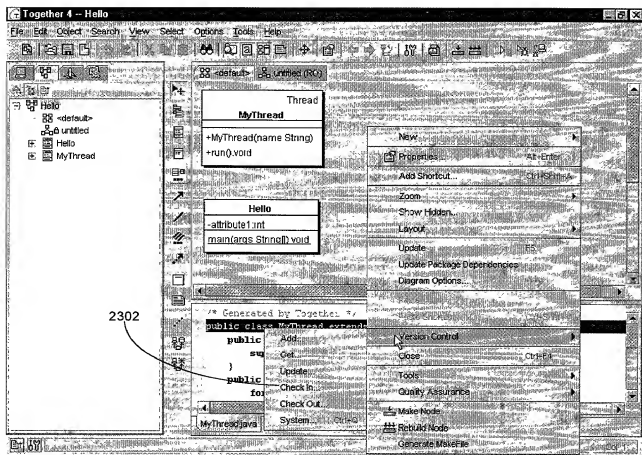 Together 4 -- Hello
File Edit Object Search View Select Options Tools Help
<default> untitled (RO)
Hello
<default>
untitled
Hello
MyThread
Thread
MyThread
+MyThread(name String)
+run().void
Hello
-attribute1:int
main(args String[]) void
New
Properties... Alt+Enter
Add Shortcut...
Zoom
Show Hidden...
Layout
Update F5
Update Package Dependencies
Diagram Options...
Version Control
Close Ctrl+F4
Tools
Quality Assurance
Make Node
Rebuild Node
Generate MakeFile
2302
/* Generated by Together */
public class MyThread extends
public
su
}
public
for
Add...
Get...
Update...
Check In...
Check Out...
System... Ctrl+Q
MyThread.java